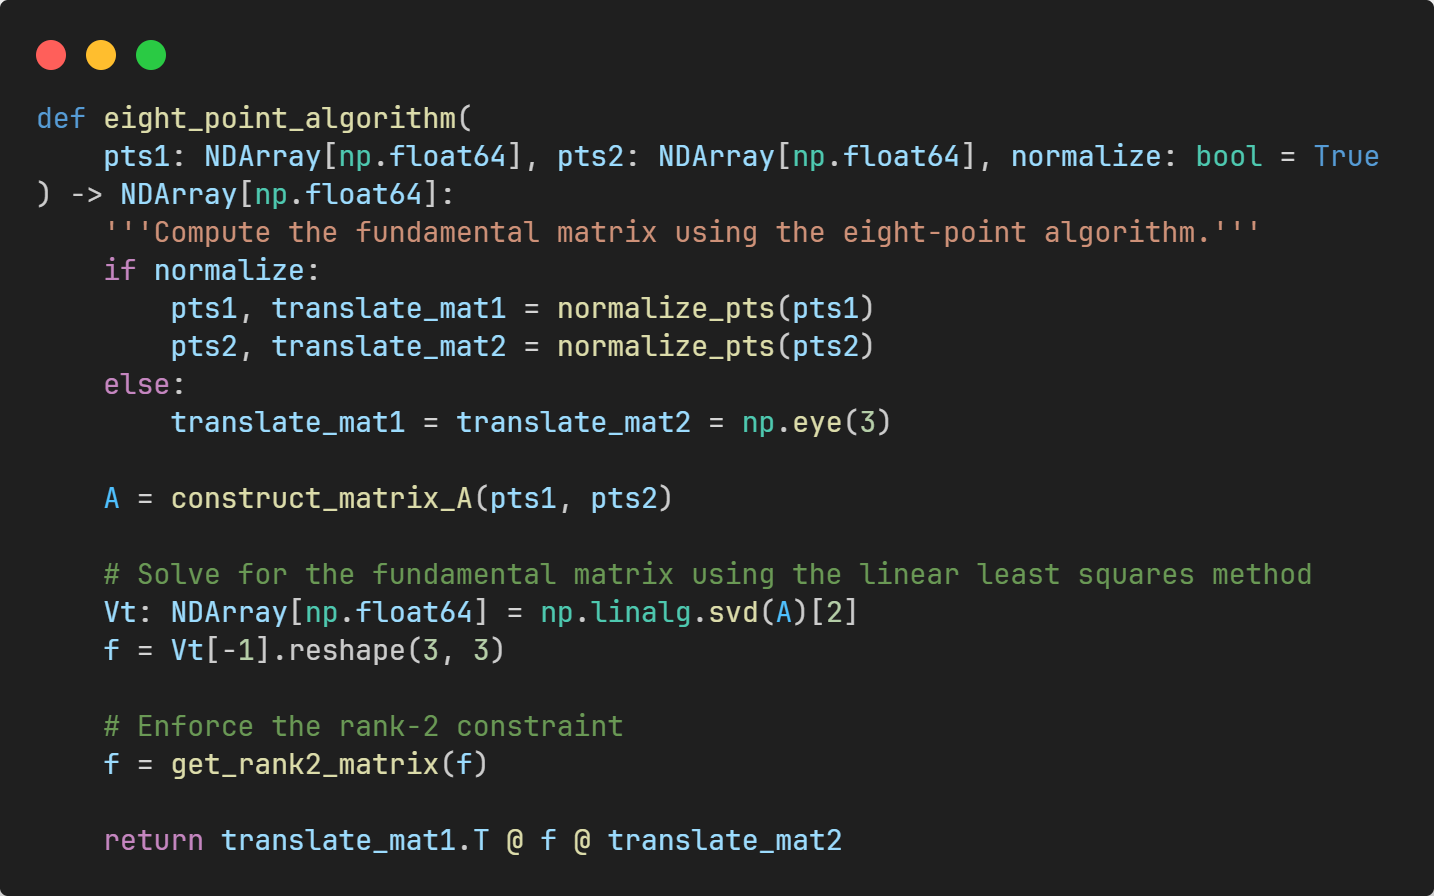 def eight_point_algorithm(
    pts1: NDArray[np.float64], pts2: NDArray[np.float64], normalize: bool = True
) -> NDArray[np.float64]:
    '''Compute the fundamental matrix using the eight-point algorithm.'''
    if normalize:
        pts1, translate_mat1 = normalize_pts(pts1)
        pts2, translate_mat2 = normalize_pts(pts2)
    else:
        translate_mat1 = translate_mat2 = np.eye(3)

    A = construct_matrix_A(pts1, pts2)

    # Solve for the fundamental matrix using the linear least squares method
    Vt: NDArray[np.float64] = np.linalg.svd(A)[2]
    f = Vt[-1].reshape(3, 3)

    # Enforce the rank-2 constraint
    f = get_rank2_matrix(f)

    return translate_mat1.T @ f @ translate_mat2